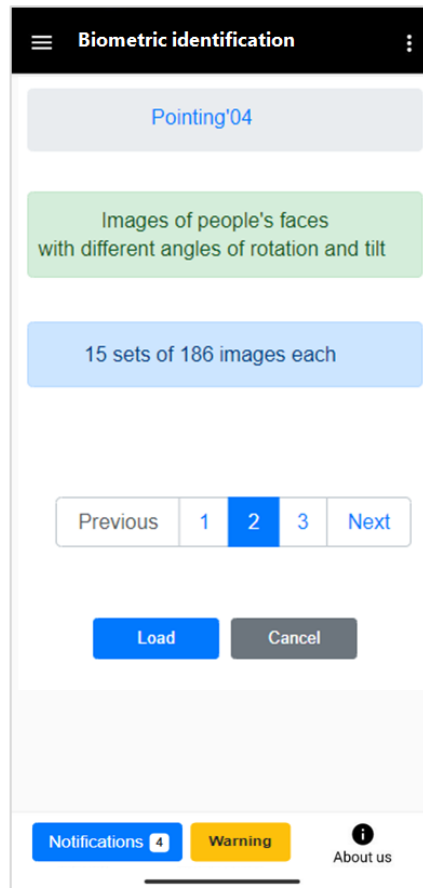 Biometric identification
Pointing'04
Images of people's faces
with different angles of rotation and tilt
15 sets of 186 images each
Previous 1 2 3 Next
Load Cancel
Notifications 4 Warning
About us